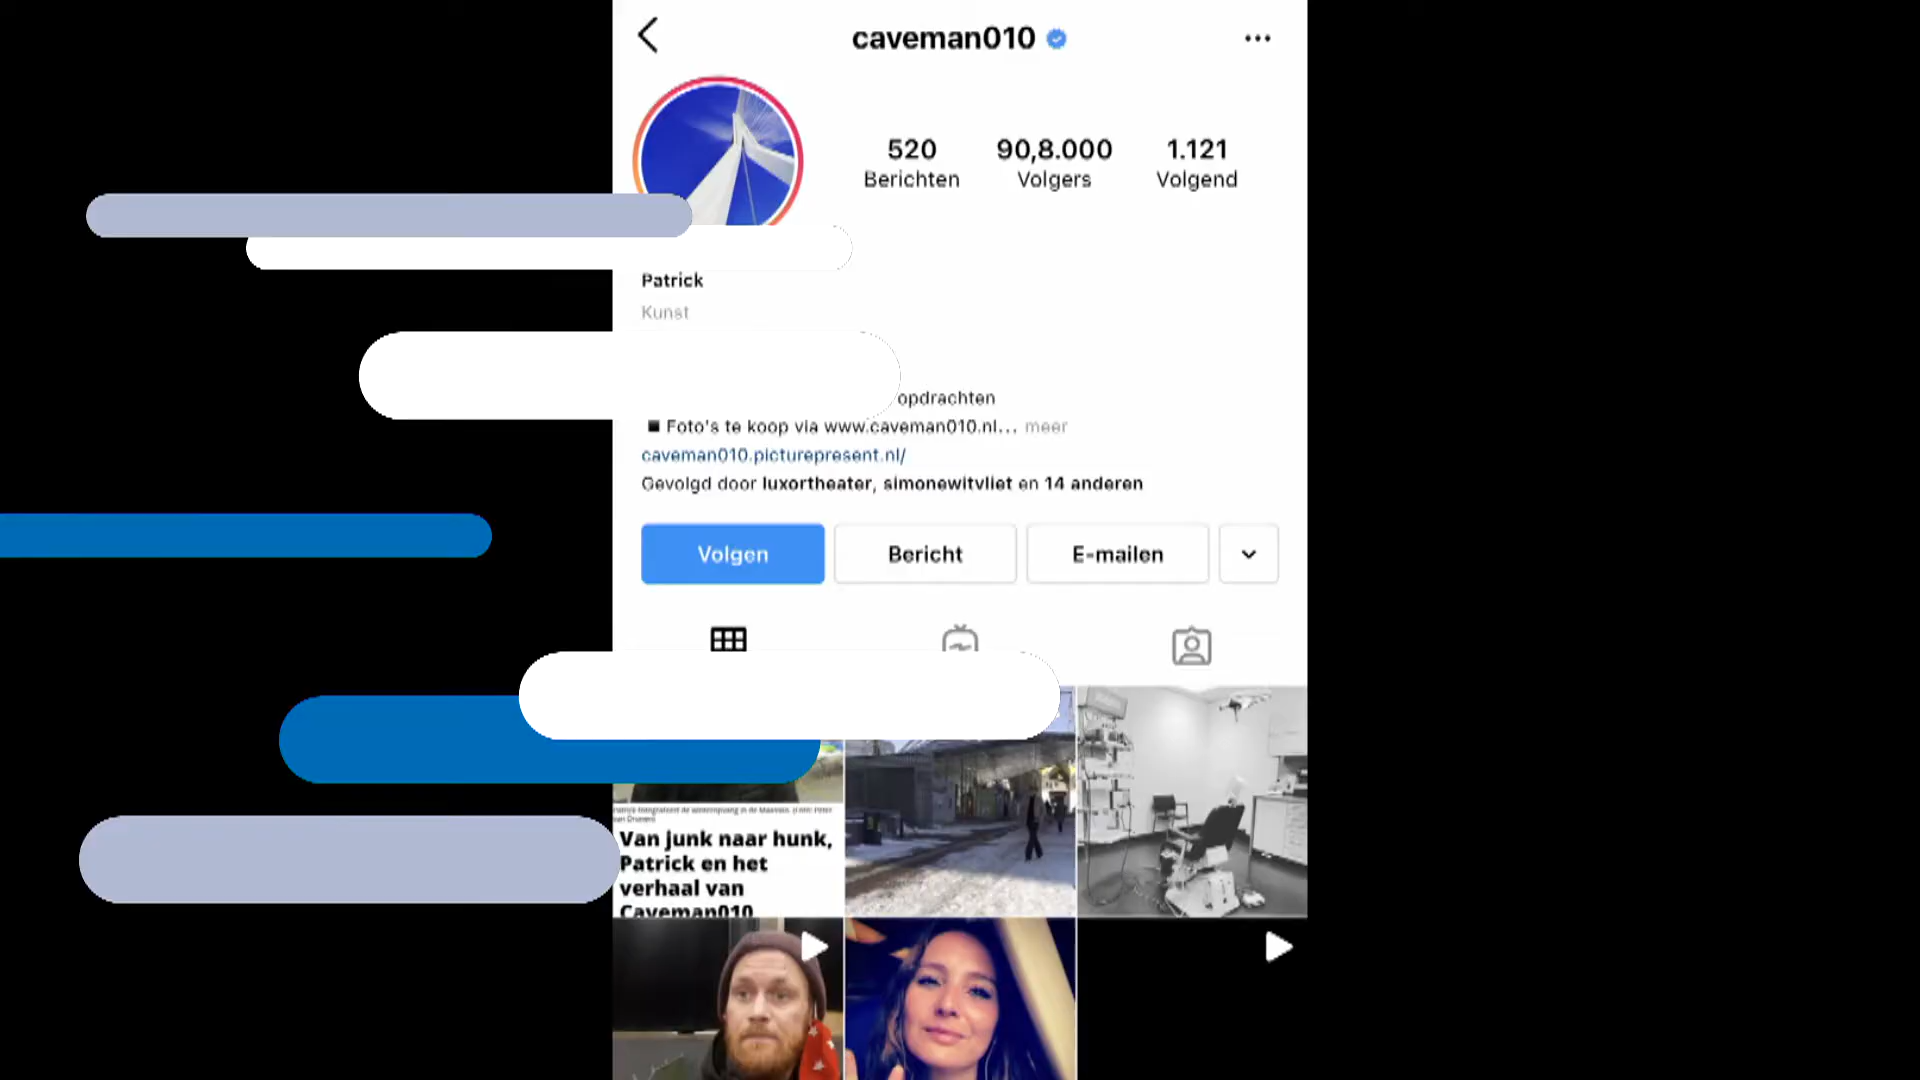 caveman010
520 90,8.000 1.121
Berichten Volgers Volgend
Patrick
Kunst
opdrachten
Foto's te koop via www.caveman010.nl... meer
caveman010.picturepresent.nl/
Gevolgd door luxortheater, simonewitvliet en 14 anderen
Volgen Bericht E-mailen
Van junk naar hunk,
Patrick en het
verhaal van
Caveman010